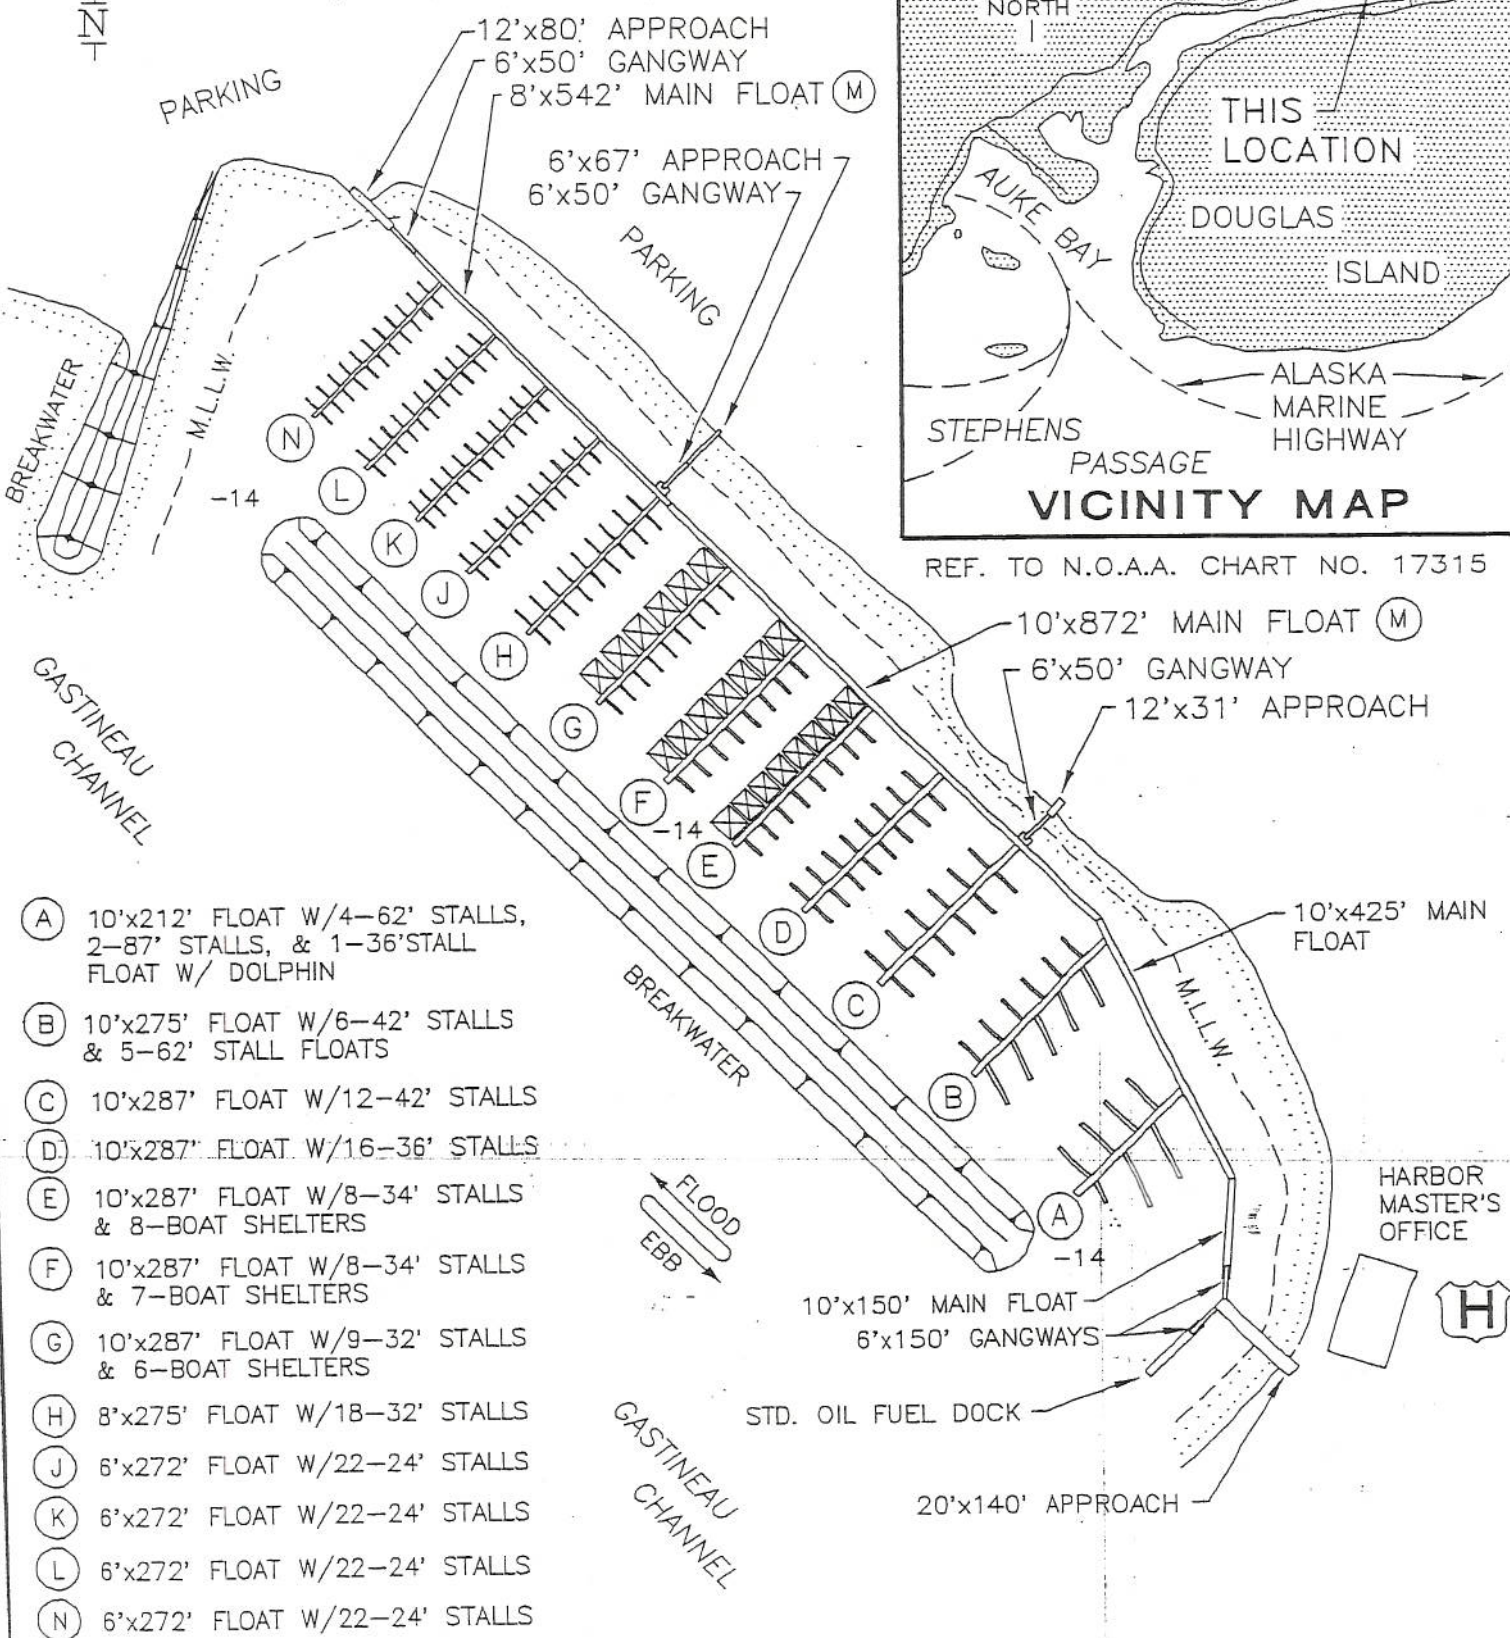 N
PARKING
12'x80' APPROACH
6'x50' GANGWAY
8'x542' MAIN FLOAT M
6'x67' APPROACH
6'x50' GANGWAY
PARKING
NORTH
THIS
LOCATION
AUKE BAY
DOUGLAS
ISLAND
ALASKA
MARINE
HIGHWAY
STEPHENS
PASSAGE
VICINITY MAP
REF. TO N.O.A.A. CHART NO. 17315
BREAKWATER
M.L.L.W.
-14
N
L
K
J
H
G
F
-14
E
D
C
B
A
-14
10'x872' MAIN FLOAT M
6'x50' GANGWAY
12'x31' APPROACH
10'x425' MAIN
FLOAT
M.L.L.W.
GASTINEAU
CHANNEL
BREAKWATER
FLOOD
EBB
HARBOR
MASTER'S
OFFICE
H
10'x150' MAIN FLOAT
6'x150' GANGWAYS
STD. OIL FUEL DOCK
20'x140' APPROACH
GASTINEAU
CHANNEL
A 10'x212' FLOAT W/4-62' STALLS,
2-87' STALLS, & 1-36'STALL
FLOAT W/ DOLPHIN
B 10'x275' FLOAT W/6-42' STALLS
& 5-62' STALL FLOATS
C 10'x287' FLOAT W/12-42' STALLS
D 10'x287' FLOAT W/16-36' STALLS
E 10'x287' FLOAT W/8-34' STALLS
& 8-BOAT SHELTERS
F 10'x287' FLOAT W/8-34' STALLS
& 7-BOAT SHELTERS
G 10'x287' FLOAT W/9-32' STALLS
& 6-BOAT SHELTERS
H 8'x275' FLOAT W/18-32' STALLS
J 6'x272' FLOAT W/22-24' STALLS
K 6'x272' FLOAT W/22-24' STALLS
L 6'x272' FLOAT W/22-24' STALLS
N 6'x272' FLOAT W/22-24' STALLS